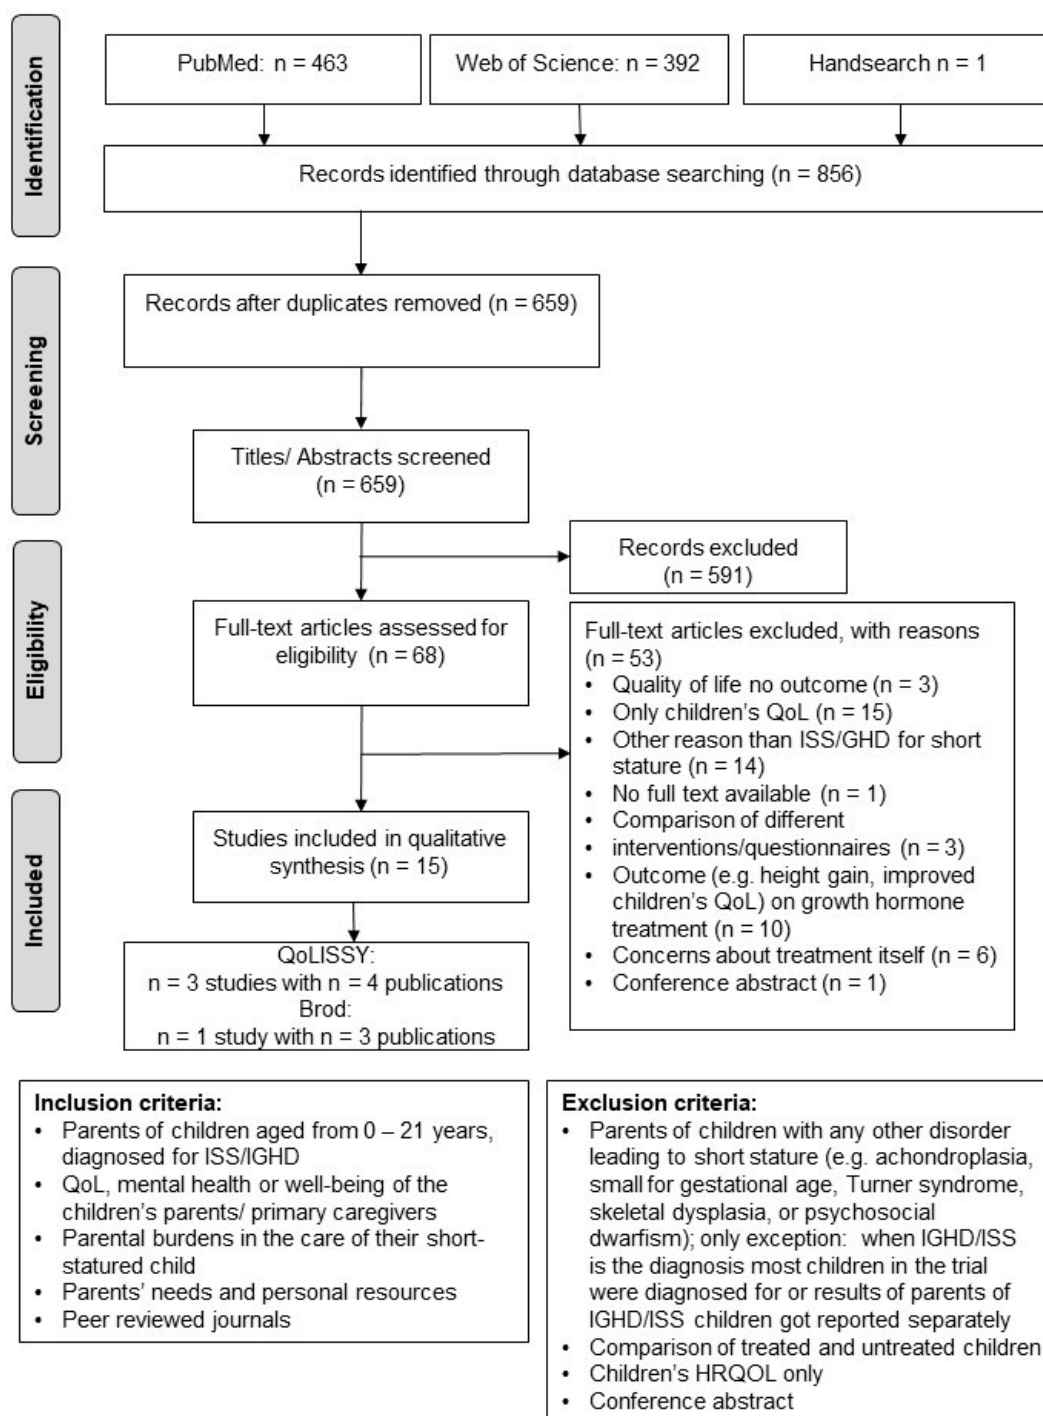 Identification
PubMed: n = 463
Web of Science: n = 392
Handsearch n = 1
Records identified through database searching (n = 856)
Screening
Records after duplicates removed (n = 659)
Titles/ Abstracts screened
(n = 659)
Records excluded
(n = 591)
Eligibility
Full-text articles assessed for
eligibility (n = 68)
Full-text articles excluded, with reasons
(n = 53)
• Quality of life no outcome (n = 3)
• Only children's QoL (n = 15)
• Other reason than ISS/GHD for short
stature (n = 14)
• No full text available (n = 1)
• Comparison of different
• interventions/questionnaires (n = 3)
• Outcome (e.g. height gain, improved
children's QoL) on growth hormone
treatment (n = 10)
• Concerns about treatment itself (n = 6)
• Conference abstract (n = 1)
Included
Studies included in qualitative
synthesis (n = 15)
QoLISSY:
n = 3 studies with n = 4 publications
Brod:
n = 1 study with n = 3 publications
Inclusion criteria:
• Parents of children aged from 0 – 21 years,
diagnosed for ISS/IGHD
• QoL, mental health or well-being of the
children's parents/ primary caregivers
• Parental burdens in the care of their short-
statured child
• Parents' needs and personal resources
• Peer reviewed journals
Exclusion criteria:
• Parents of children with any other disorder
leading to short stature (e.g. achondroplasia,
small for gestational age, Turner syndrome,
skeletal dysplasia, or psychosocial
dwarfism); only exception: when IGHD/ISS
is the diagnosis most children in the trial
were diagnosed for or results of parents of
IGHD/ISS children got reported separately
• Comparison of treated and untreated children
• Children's HRQOL only
• Conference abstract